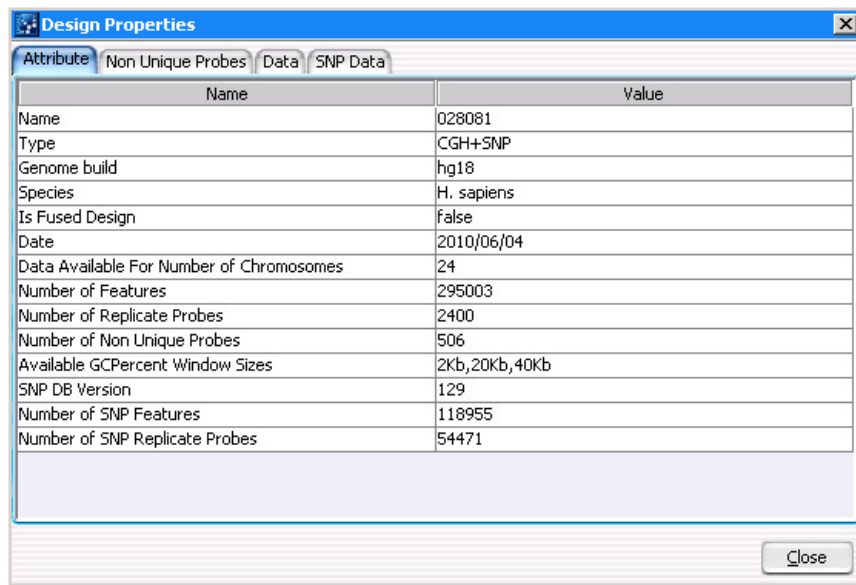 Design Properties
Attribute Non Unique Probes Data SNP Data
Name Value
Name 028081
Type CGH+SNP
Genome build hg18
Species H. sapiens
Is Fused Design false
Date 2010/06/04
Data Available For Number of Chromosomes 24
Number of Features 295003
Number of Replicate Probes 2400
Number of Non Unique Probes 506
Available GCPercent Window Sizes 2Kb,20Kb,40Kb
SNP DB Version 129
Number of SNP Features 118955
Number of SNP Replicate Probes 54471
Close